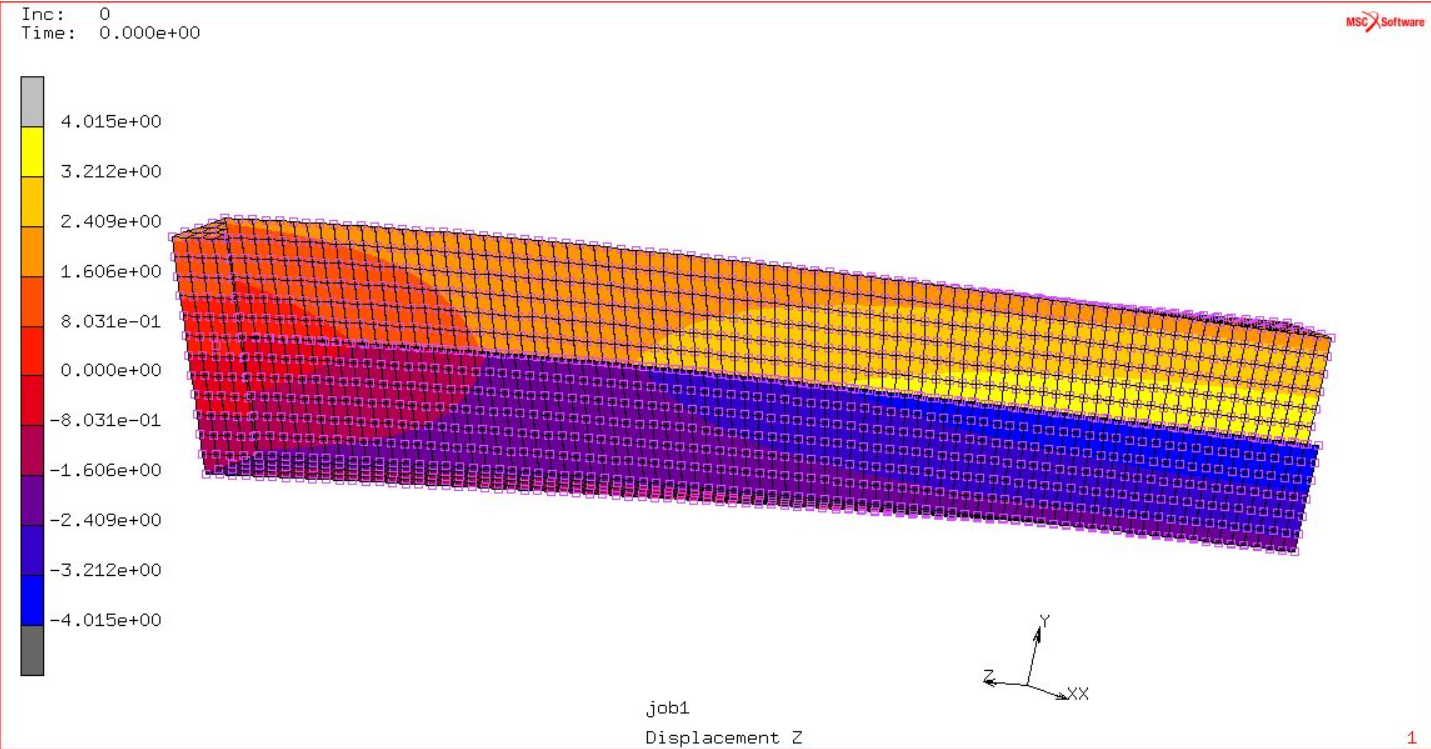 Inc: 0
Time: 0.000e+00
MSC Software
4.015e+00
3.212e+00
2.409e+00
1.606e+00
8.031e-01
0.000e+00
-8.031e-01
-1.606e+00
-2.409e+00
-3.212e+00
-4.015e+00
Y
Z
XX
job1
Displacement Z
1